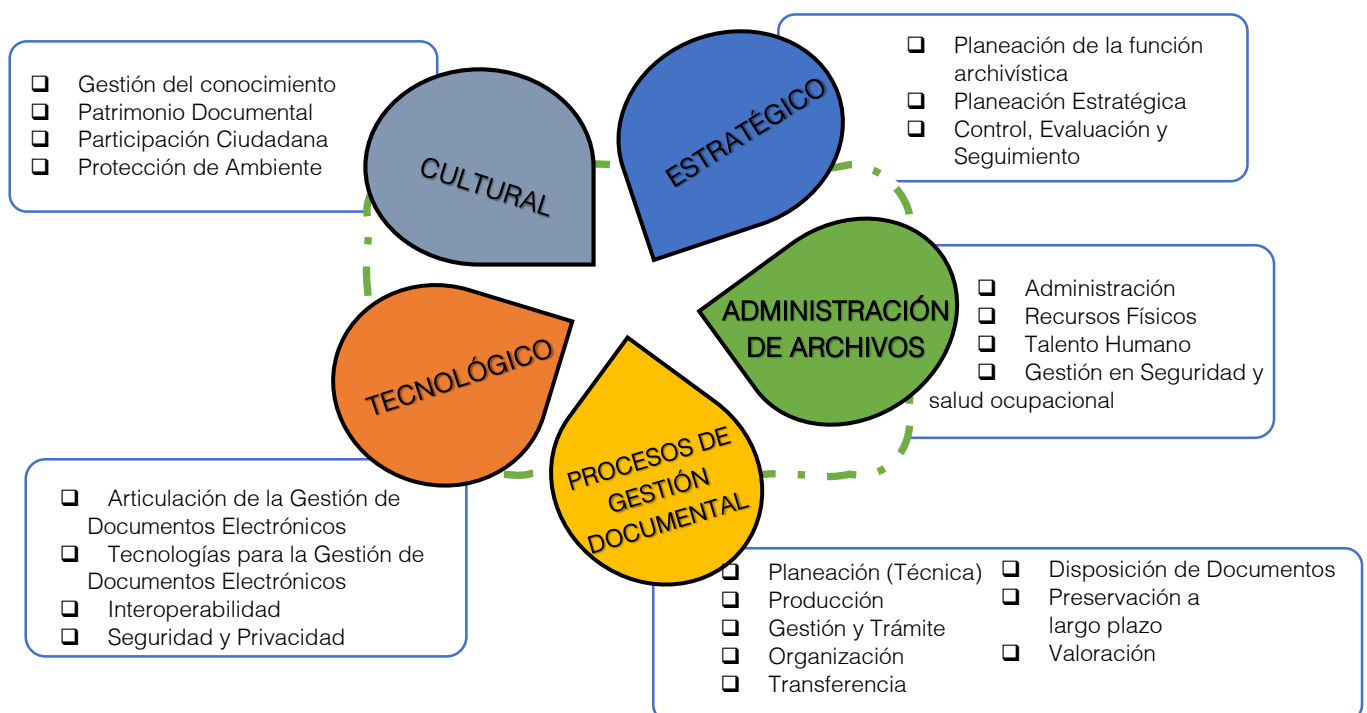 Gestión del conocimiento
Patrimonio Documental
Participación Ciudadana
Protección de Ambiente
CULTURAL
ESTRATÉGICO
Planeación de la función
archivística
Planeación Estratégica
Control, Evaluación y
Seguimiento
ADMINISTRACIÓN
DE ARCHIVOS
Administración
Recursos Físicos
Talento Humano
Gestión en Seguridad y
salud ocupacional
TECNOLÓGICO
Articulación de la Gestión de
Documentos Electrónicos
Tecnologías para la Gestión de
Documentos Electrónicos
Interoperabilidad
Seguridad y Privacidad
PROCESOS DE
GESTIÓN
DOCUMENTAL
Planeación (Técnica)
Producción
Gestión y Trámite
Organización
Transferencia
Disposición de Documentos
Preservación a
largo plazo
Valoración